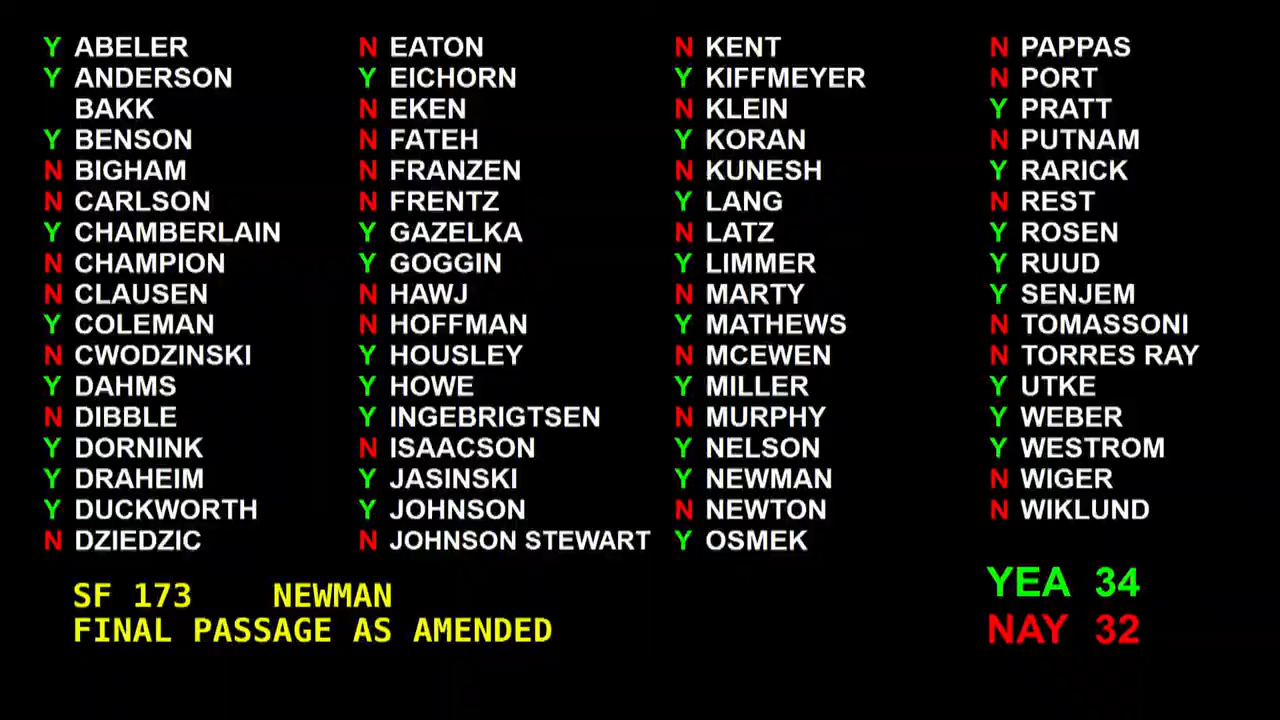 Y ABELER N EATON N KENT N PAPPAS
Y ANDERSON Y EICHORN Y KIFFMEYER N PORT
BAKK N EKEN N KLEIN Y PRATT
Y BENSON N FATEH Y KORAN N PUTNAM
N BIGHAM N FRANZEN N KUNESH Y RARICK
N CARLSON N FRENTZ Y LANG N REST
Y CHAMBERLAIN Y GAZELKA N LATZ Y ROSEN
N CHAMPION Y GOGGIN Y LIMMER Y RUUD
N CLAUSEN N HAWJ N MARTY Y SENJEM
Y COLEMAN N HOFFMAN Y MATHEWS N TOMASSONI
N CWODZINSKI Y HOUSLEY N MCEWEN N TORRES RAY
Y DAHMS Y HOWE Y MILLER Y UTKE
N DIBBLE Y INGEBRIGTSEN N MURPHY Y WEBER
Y DORNINK N ISAACSON Y NELSON Y WESTROM
Y DRAHEIM Y JASINSKI Y NEWMAN N WIGER
Y DUCKWORTH Y JOHNSON N NEWTON N WIKLUND
N DZIEDZIC N JOHNSON STEWART Y OSMEK
SF 173 NEWMAN
FINAL PASSAGE AS AMENDED
YEA 34
NAY 32